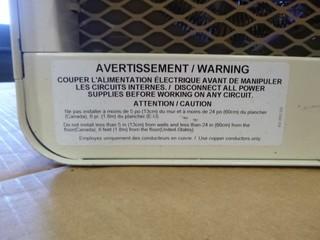 AVERTISSEMENT / WARNING
COUPER L'ALIMENTATION ÉLECTRIQUE AVANT DE MANIPULER
LES CIRCUITS INTERNES. / DISCONNECT ALL POWER
SUPPLIES BEFORE WORKING ON ANY CIRCUIT.
ATTENTION / CAUTION
Ne pas installer à moins de 5 po (13cm) du mur et à moins de 24 po (60cm) du plancher
(Canada), 6 pi. (1.8m) du plancher (E.U)
Do not install less than 5 in (13cm) from walls and less than 24 in (60cm) from the
floor(Canada), 6 feet (1.8m) from the floor(United States)
Employez uniquement des conducteurs en cuivre. / Use copper conductors only